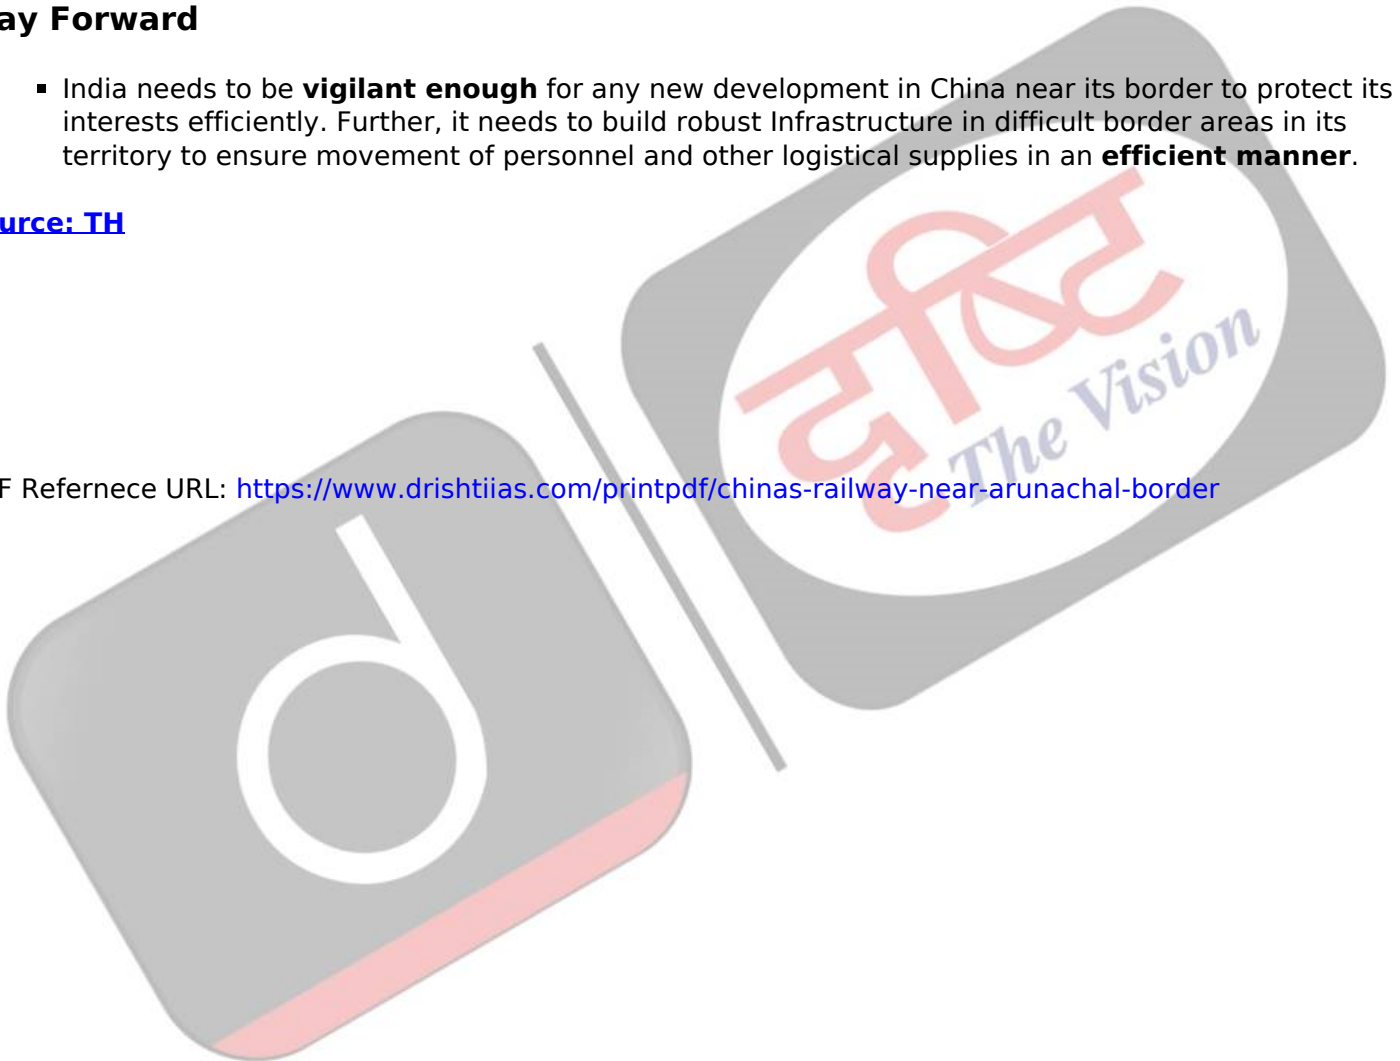 ay Forward
India needs to be vigilant enough for any new development in China near its border to protect its
interests efficiently. Further, it needs to build robust Infrastructure in difficult border areas in its
territory to ensure movement of personnel and other logistical supplies in an efficient manner.
urce: TH
दृष्टि
The Vision
F Refernece URL: https://www.drishtiias.com/printpdf/chinas-railway-near-arunachal-border